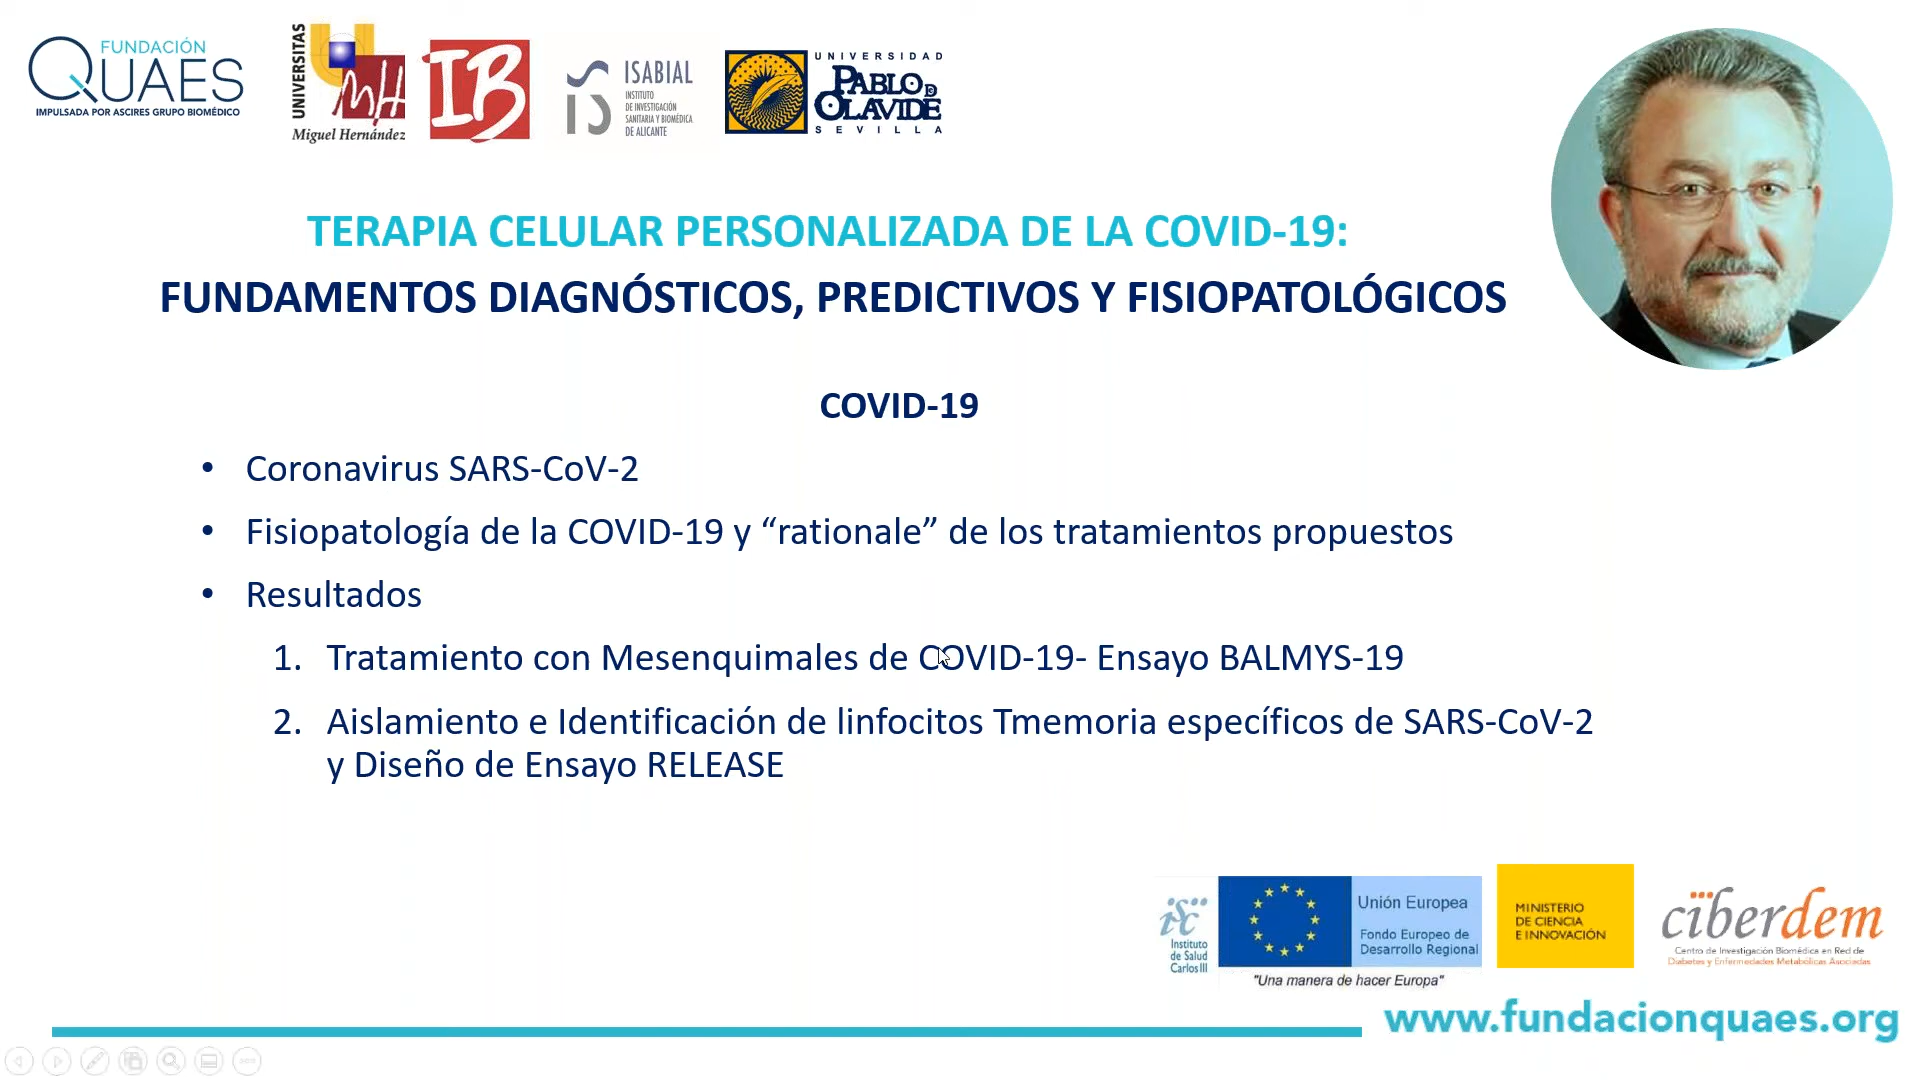 FUNDACIÓN
QUAES
IMPULSADA POR ASCIRES GRUPO BIOMÉDICO
UNIVERSITAS
Miguel Hernández
IB
ISABIAL
INSTITUTO
DE INVESTIGACIÓN
SANITARIA Y BIOMÉDICA
DE ALICANTE
UNIVERSIDAD
PABLO DE
OLAVIDE
SEVILLA
TERAPIA CELULAR PERSONALIZADA DE LA COVID-19:
FUNDAMENTOS DIAGNÓSTICOS, PREDICTIVOS Y FISIOPATOLÓGICOS
COVID-19
• Coronavirus SARS-CoV-2
• Fisiopatología de la COVID-19 y “rationale” de los tratamientos propuestos
• Resultados
1. Tratamiento con Mesenquimales de COVID-19- Ensayo BALMYS-19
2. Aislamiento e Identificación de linfocitos Tmemoria específicos de SARS-CoV-2
y Diseño de Ensayo RELEASE
isc
Instituto
de Salud
Carlos III
Unión Europea
Fondo Europeo de
Desarrollo Regional
"Una manera de hacer Europa"
MINISTERIO
DE CIENCIA
E INNOVACIÓN
ciberdem
Centro de Investigación Biomédica en Red de
Diabetes y Enfermedades Metabólicas Asociadas
www.fundacionquaes.org